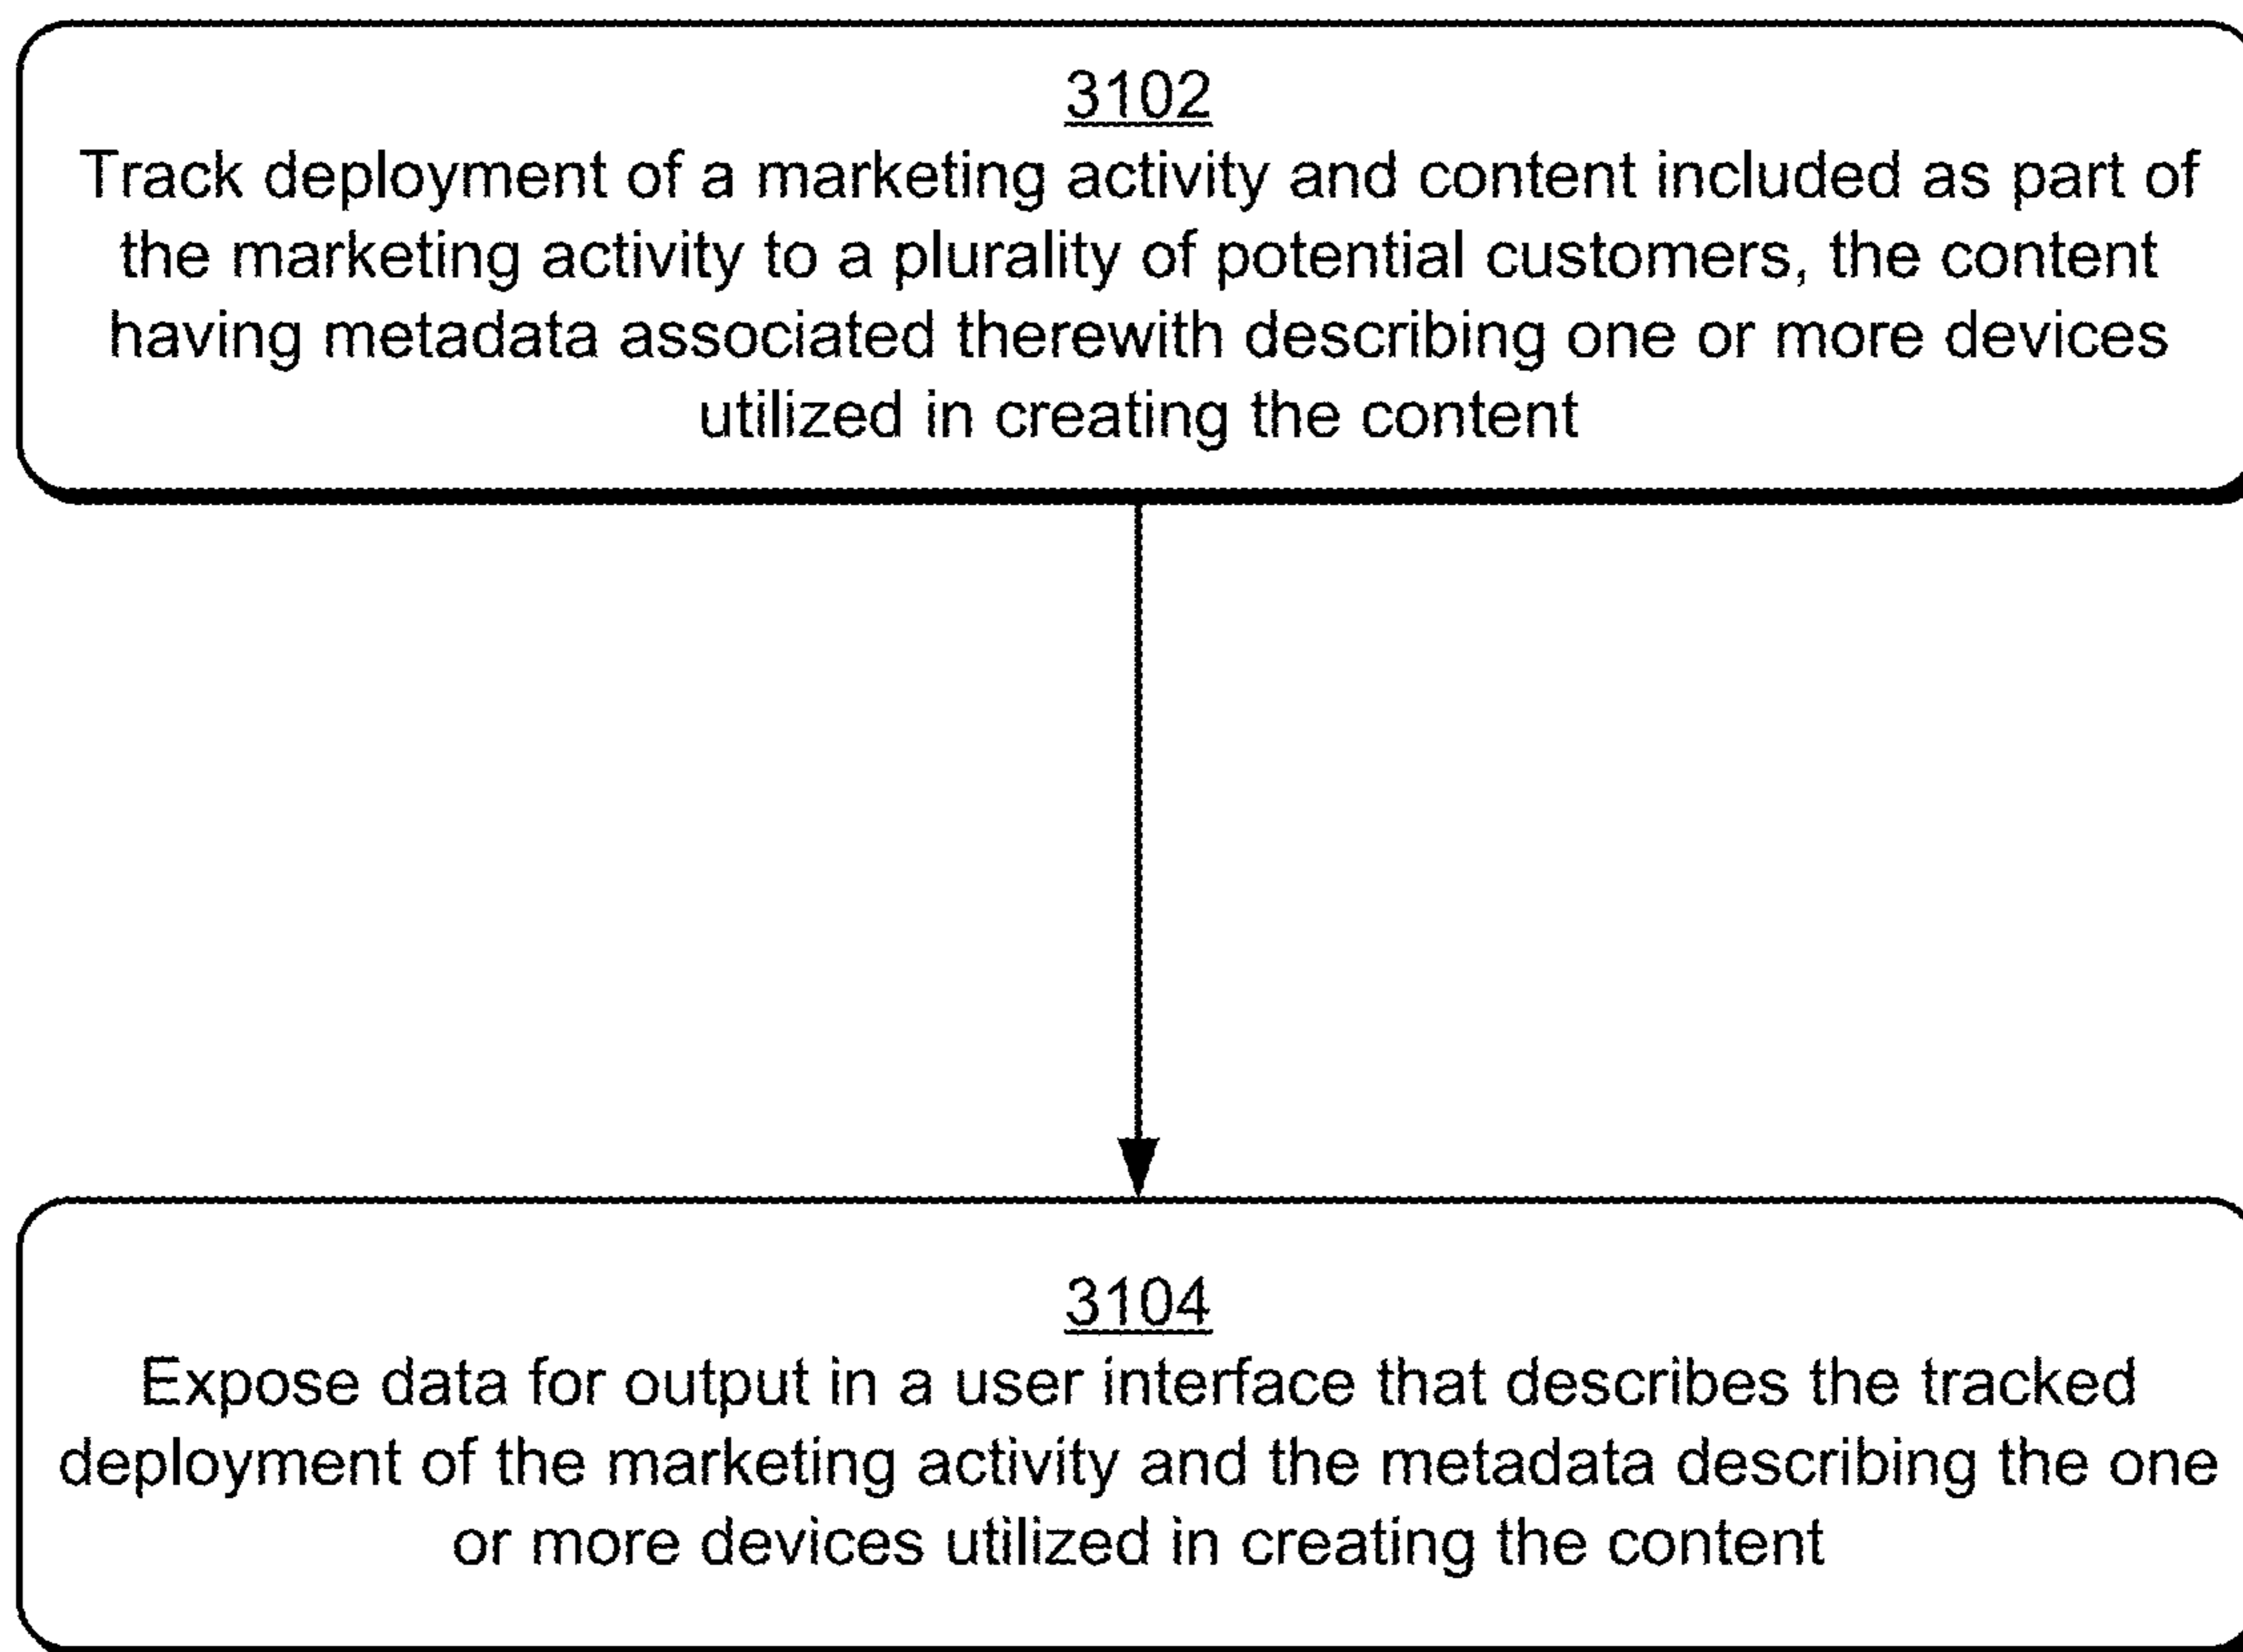 3102
Track deployment of a marketing activity and content included as part of
the marketing activity to a plurality of potential customers, the content
having metadata associated therewith describing one or more devices
utilized in creating the content
3104
Expose data for output in a user interface that describes the tracked
deployment of the marketing activity and the metadata describing the one
or more devices utilized in creating the content